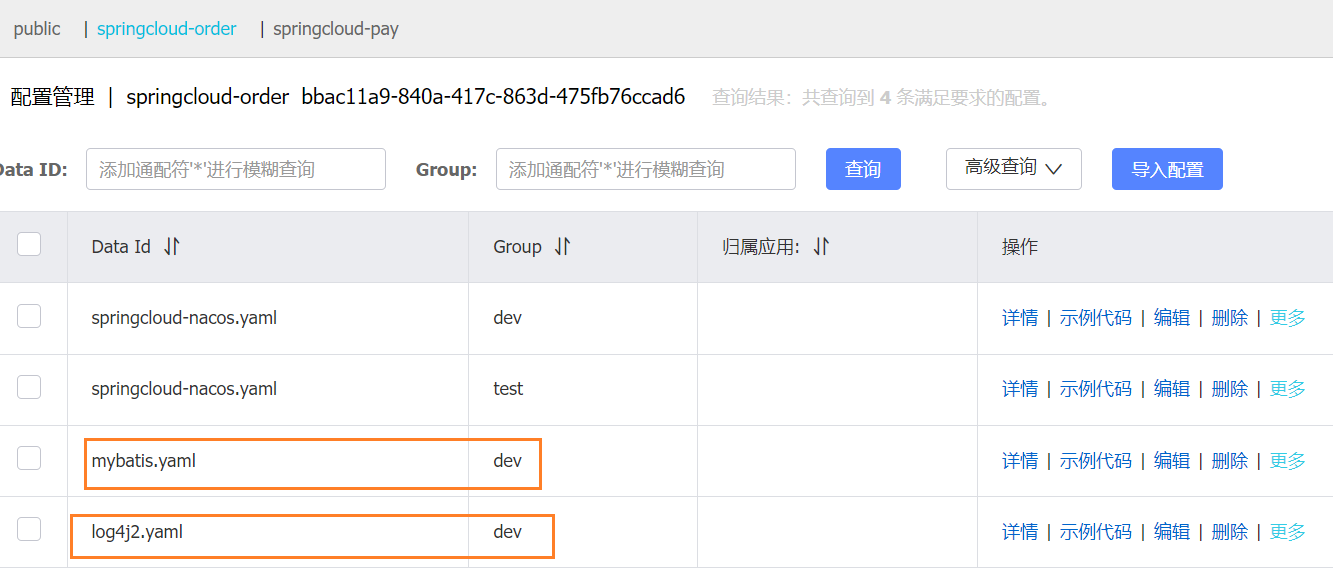 public | springcloud-order | springcloud-pay
配置管理 | springcloud-order bbac11a9-840a-417c-863d-475fb76ccad6 查询结果：共查询到 4 条满足要求的配置。
Data ID: 添加通配符'*'进行模糊查询 Group: 添加通配符'*'进行模糊查询 查询 高级查询 导入配置
Data Id Group 归属应用: 操作
springcloud-nacos.yaml dev 详情 | 示例代码 | 编辑 | 删除 | 更多
springcloud-nacos.yaml test 详情 | 示例代码 | 编辑 | 删除 | 更多
mybatis.yaml dev 详情 | 示例代码 | 编辑 | 删除 | 更多
log4j2.yaml dev 详情 | 示例代码 | 编辑 | 删除 | 更多